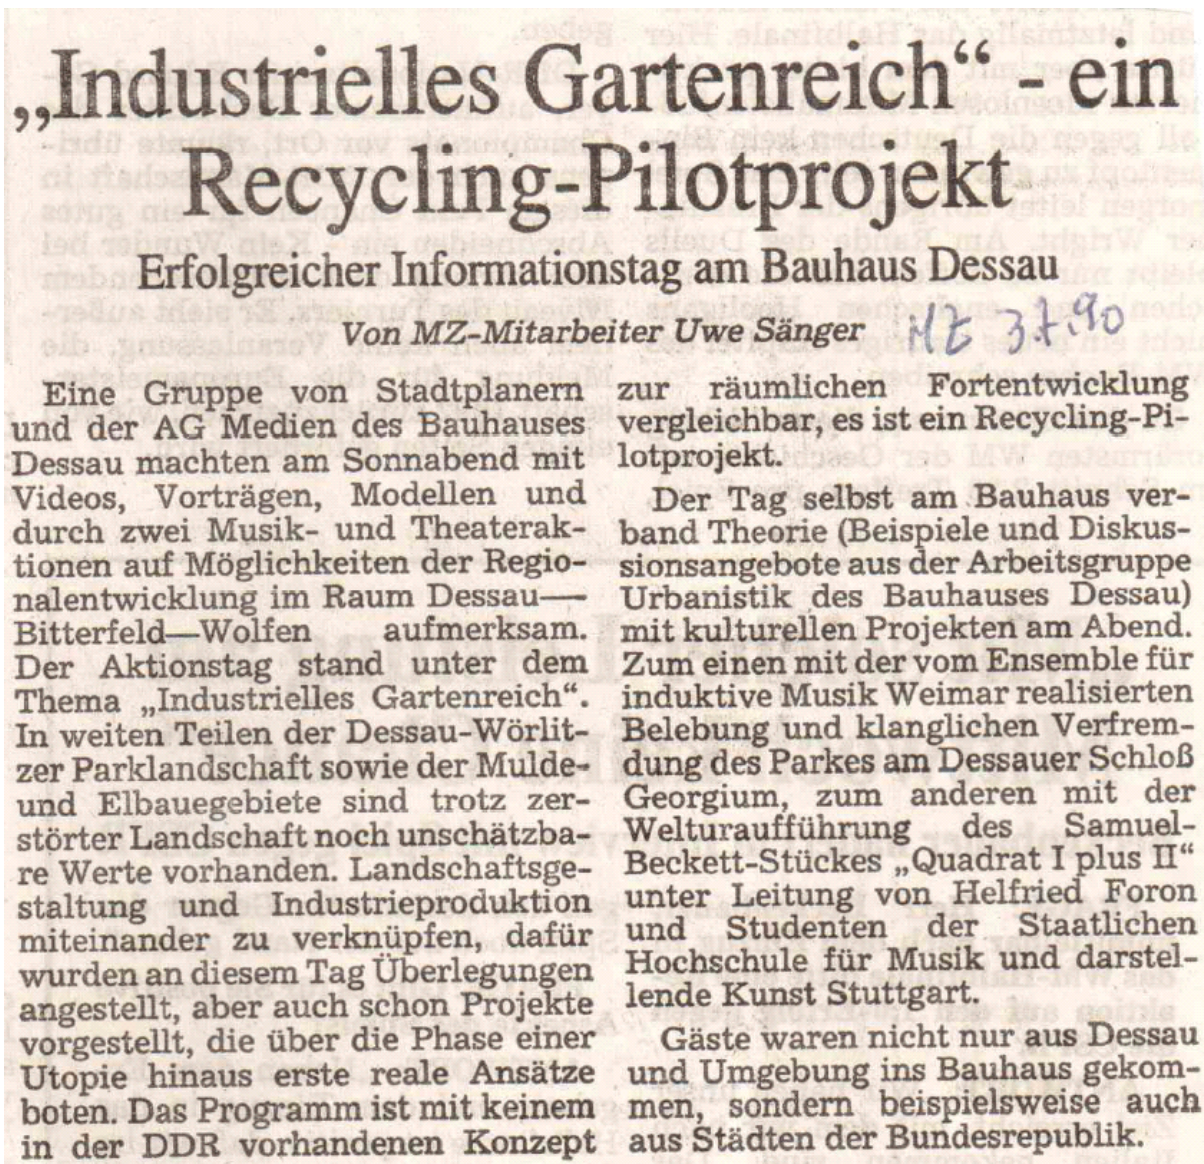 „Industrielles Gartenreich“ - ein
Recycling-Pilotprojekt
Erfolgreicher Informationstag am Bauhaus Dessau
Von MZ-Mitarbeiter Uwe Sänger
3.7.90
Eine Gruppe von Stadtplanern
und der AG Medien des Bauhauses
Dessau machten am Sonnabend mit
Videos, Vorträgen, Modellen und
durch zwei Musik- und Theaterak-
tionen auf Möglichkeiten der Regio-
nalentwicklung im Raum Dessau—
Bitterfeld—Wolfen aufmerksam.
Der Aktionstag stand unter dem
Thema „Industrielles Gartenreich“.
In weiten Teilen der Dessau-Wörlit-
zer Parklandschaft sowie der Mulde-
und Elbauegebiete sind trotz zer-
störter Landschaft noch unschätzba-
re Werte vorhanden. Landschaftsge-
staltung und Industrieproduktion
miteinander zu verknüpfen, dafür
wurden an diesem Tag Überlegungen
angestellt, aber auch schon Projekte
vorgestellt, die über die Phase einer
Utopie hinaus erste reale Ansätze
boten. Das Programm ist mit keinem
in der DDR vorhandenen Konzept
zur räumlichen Fortentwicklung
vergleichbar, es ist ein Recycling-Pi-
lotprojekt.
Der Tag selbst am Bauhaus ver-
band Theorie (Beispiele und Diskus-
sionsangebote aus der Arbeitsgruppe
Urbanistik des Bauhauses Dessau)
mit kulturellen Projekten am Abend.
Zum einen mit der vom Ensemble für
induktive Musik Weimar realisierten
Belebung und klanglichen Verfrem-
dung des Parkes am Dessauer Schloß
Georgium, zum anderen mit der
Welturaufführung des Samuel-
Beckett-Stückes „Quadrat I plus II“
unter Leitung von Helfried Foron
und Studenten der Staatlichen
Hochschule für Musik und darstel-
lende Kunst Stuttgart.
Gäste waren nicht nur aus Dessau
und Umgebung ins Bauhaus gekom-
men, sondern beispielsweise auch
aus Städten der Bundesrepublik.